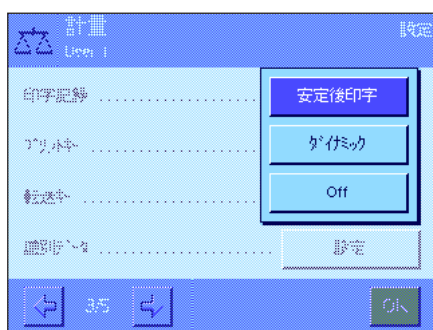 計量
設定
User 1
印字記録
安定後印字
プリントキー
ダイナミック
転送キー
Off
識別データ
設定
3/5
OK